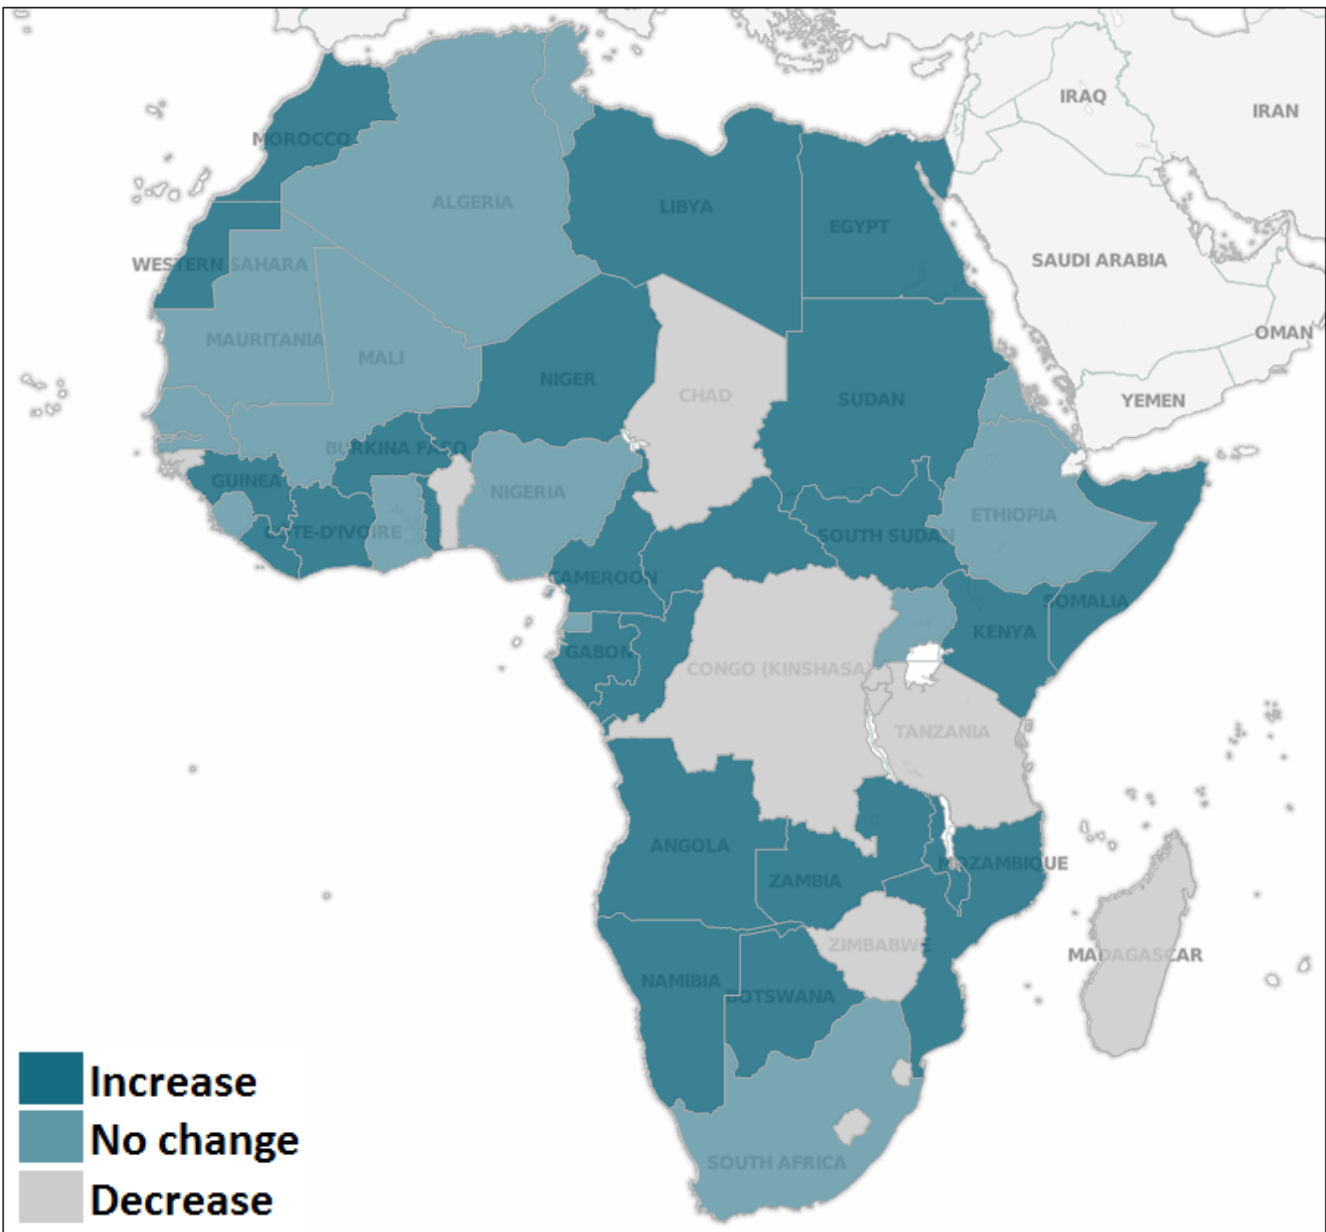 IRAQ
IRAN
MOROCCO
ALGERIA
LIBYA
EGYPT
WESTERN SAHARA
SAUDI ARABIA
OMAN
MAURITANIA
MALI
NIGER
CHAD
SUDAN
YEMEN
BURKINA FASO
GUINEA
NIGERIA
ETHIOPIA
COTE-D'IVOIRE
SOUTH SUDAN
CAMEROON
SOMALIA
KENYA
GABON
CONGO (KINSHASA)
TANZANIA
ANGOLA
MOZAMBIQUE
ZAMBIA
ZIMBABWE
MADAGASCAR
NAMIBIA
BOTSWANA
SOUTH AFRICA
Increase
No change
Decrease